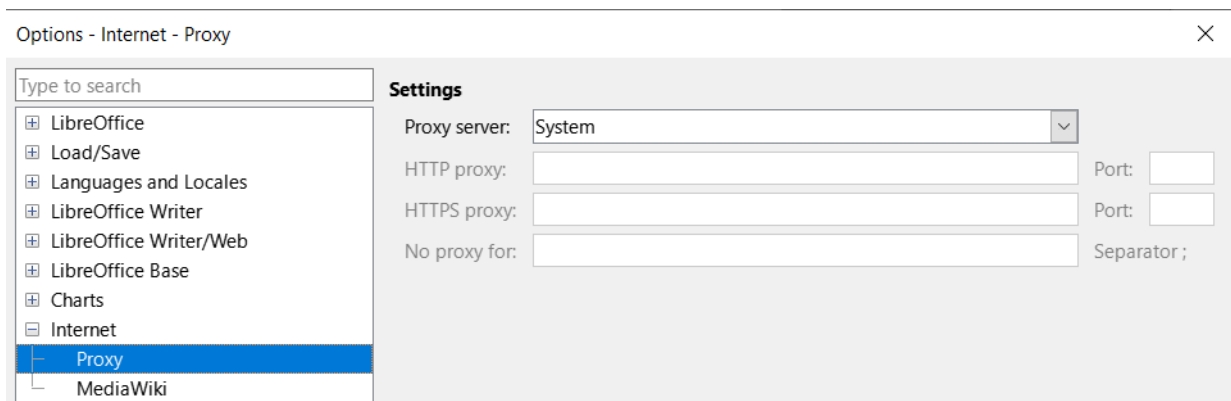 Options - Internet - Proxy
Type to search
LibreOffice
Load/Save
Languages and Locales
LibreOffice Writer
LibreOffice Writer/Web
LibreOffice Base
Charts
Internet
Proxy
MediaWiki
Settings
Proxy server: System
HTTP proxy: Port:
HTTPS proxy: Port:
No proxy for: Separator ;